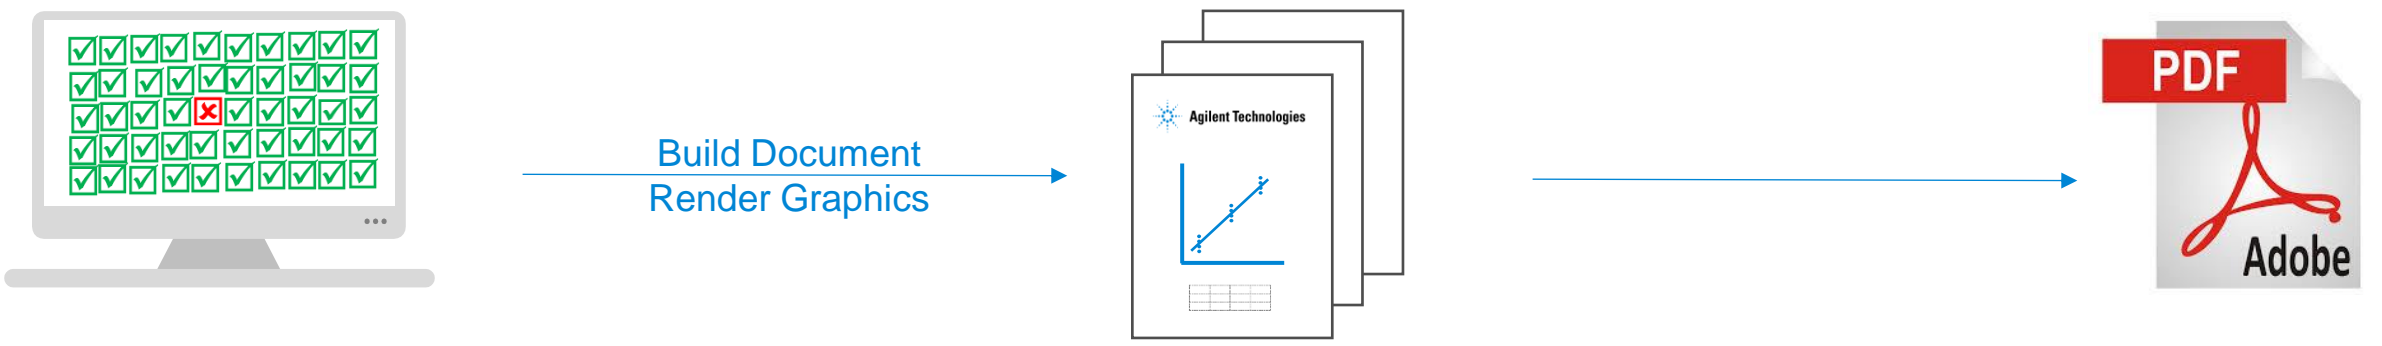 Build Document
Render Graphics
Agilent Technologies
PDF
Adobe